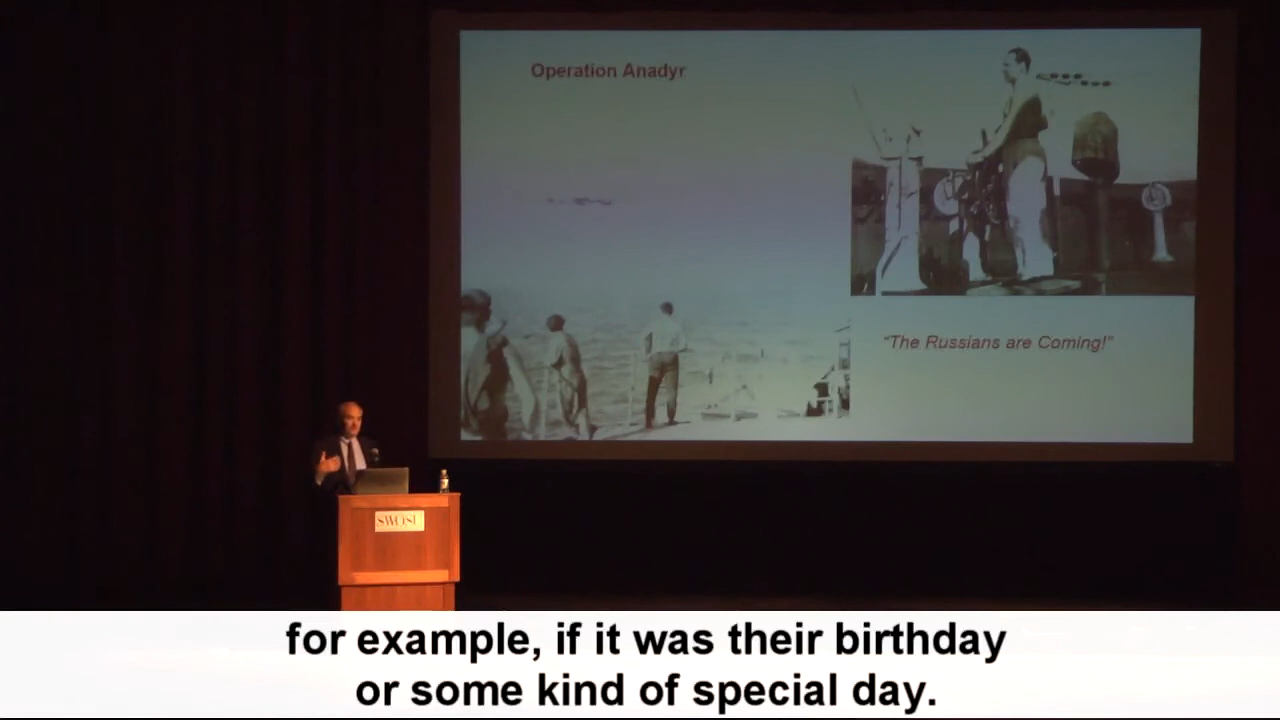 Operation Anadyr
"The Russians are Coming!"
SWOSU
for example, if it was their birthday
or some kind of special day.